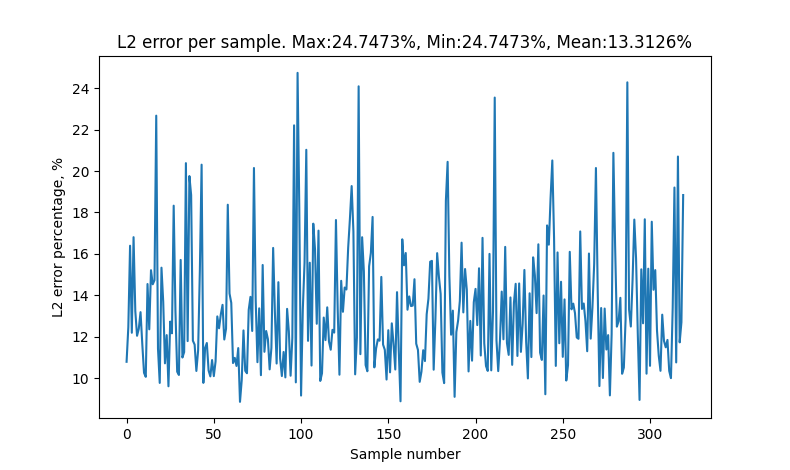 L2 error per sample. Max:24.7473%, Min:24.7473%, Mean:13.3126%
L2 error percentage, %
24
22
20
18
16
14
12
10
0 50 100 150 200 250 300
Sample number